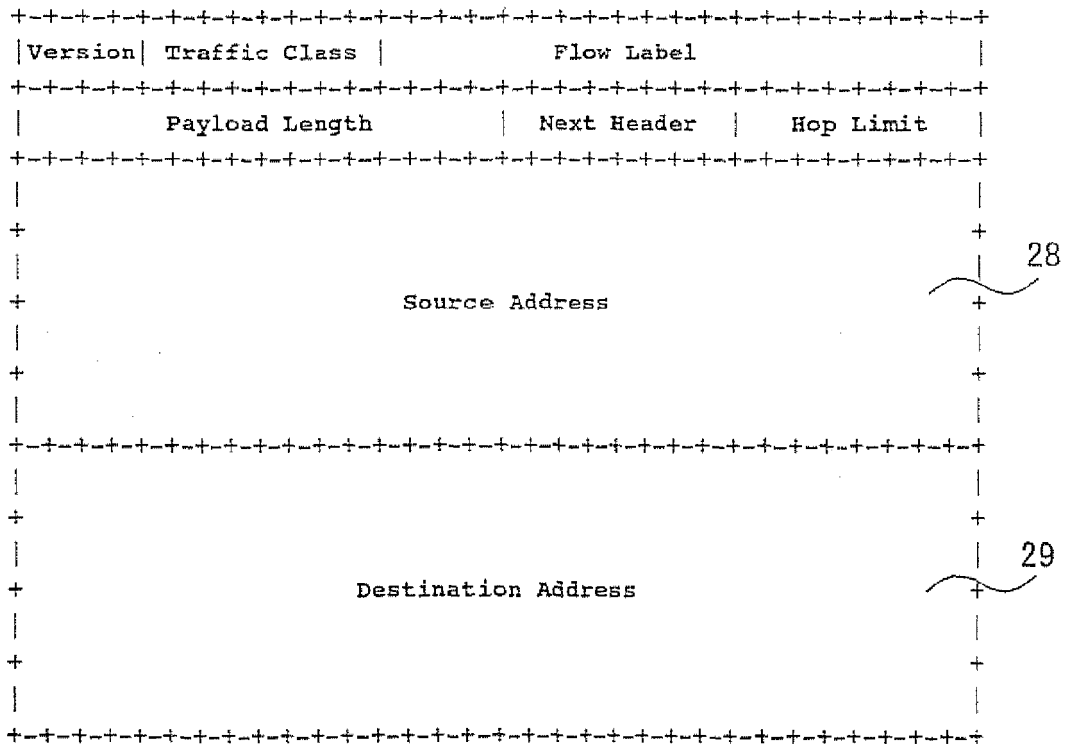 +-+-+-+-+-+-+-+-+-+-+-+-+-+-+-+-+-+-+-+-+-+-+-+-+-+-+-+-+-+-+-+-+
|Version| Traffic Class | Flow Label |
+-+-+-+-+-+-+-+-+-+-+-+-+-+-+-+-+-+-+-+-+-+-+-+-+-+-+-+-+-+-+-+-+
| Payload Length | Next Header | Hop Limit |
+-+-+-+-+-+-+-+-+-+-+-+-+-+-+-+-+-+-+-+-+-+-+-+-+-+-+-+-+-+-+-+-+
| |
+ +
| | 28
+ Source Address +
| |
+ +
| |
+-+-+-+-+-+-+-+-+-+-+-+-+-+-+-+-+-+-+-+-+-+-+-+-+-+-+-+-+-+-+-+-+
| |
+ +
| | 29
+ Destination Address +
| |
+ +
| |
+-+-+-+-+-+-+-+-+-+-+-+-+-+-+-+-+-+-+-+-+-+-+-+-+-+-+-+-+-+-+-+-+